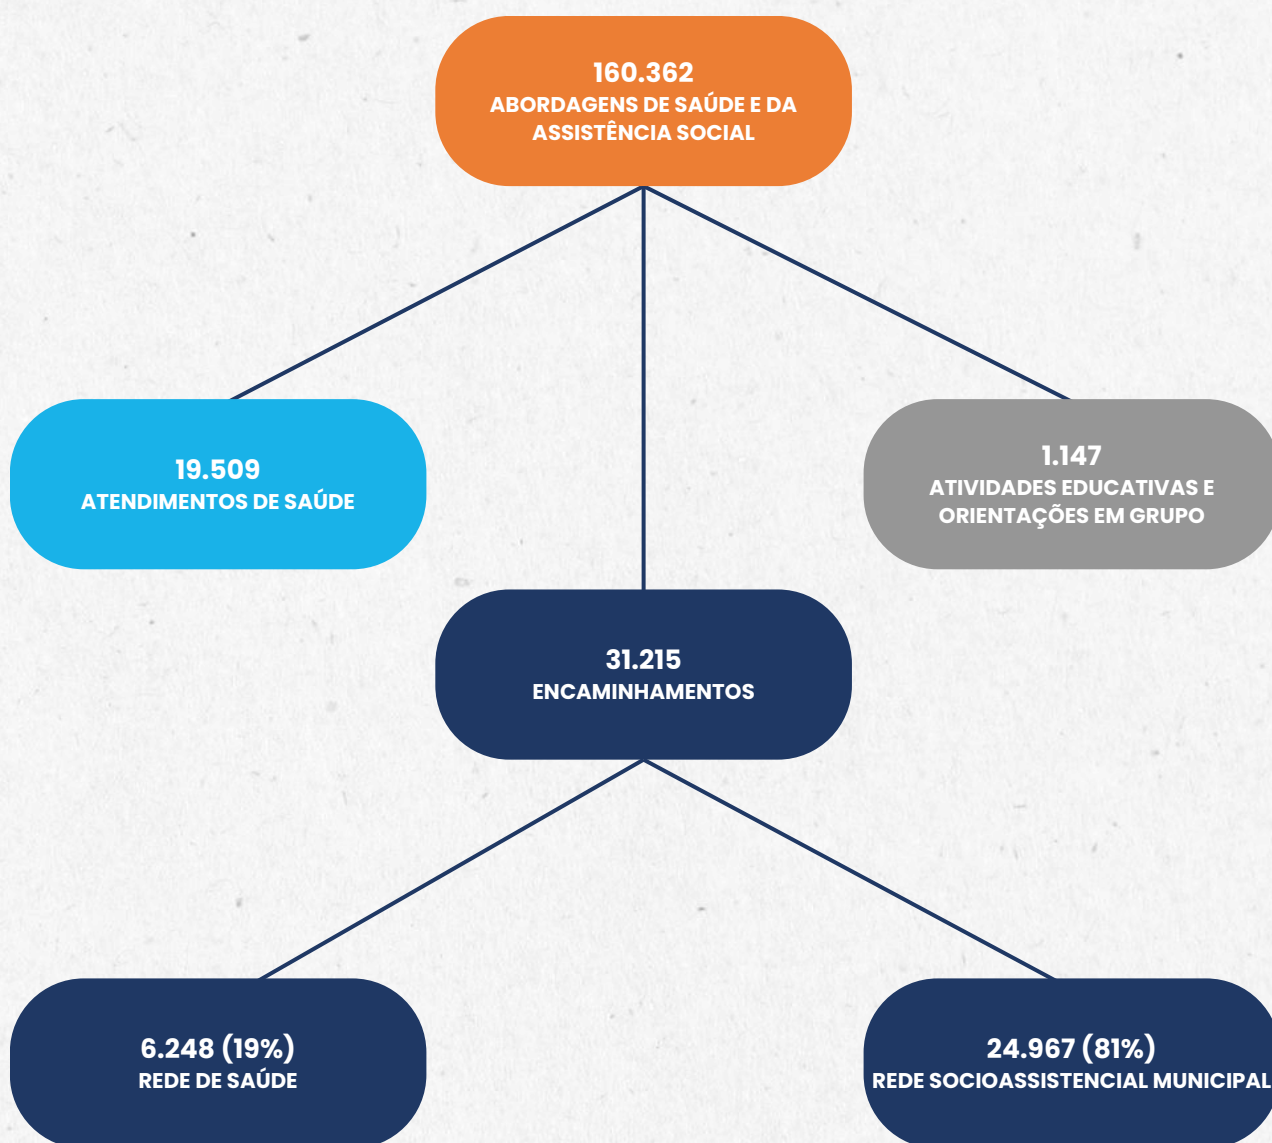 160.362
ABORDAGENS DE SAÚDE E DA
ASSISTÊNCIA SOCIAL
19.509
ATENDIMENTOS DE SAÚDE
1.147
ATIVIDADES EDUCATIVAS E
ORIENTAÇÕES EM GRUPO
31.215
ENCAMINHAMENTOS
6.248 (19%)
REDE DE SAÚDE
24.967 (81%)
REDE SOCIOASSISTENCIAL MUNICIPAL